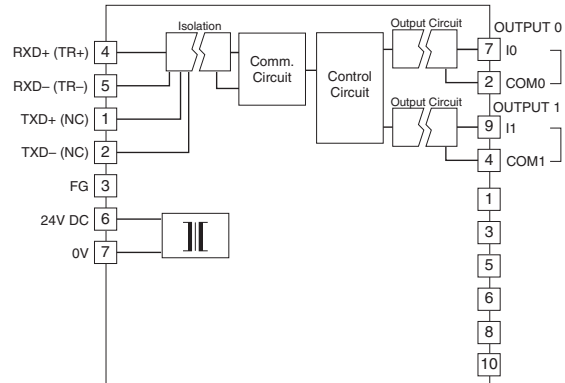 Isolation
Output Circuit
OUTPUT 0
RXD+ (TR+) 4
7 I0
RXD– (TR–) 5
Comm.
Circuit
Control
Circuit
2 COM0
Output Circuit
OUTPUT 1
TXD+ (NC) 1
9 I1
TXD– (NC) 2
4 COM1
FG 3
1
24V DC 6
3
0V 7
5
6
8
10